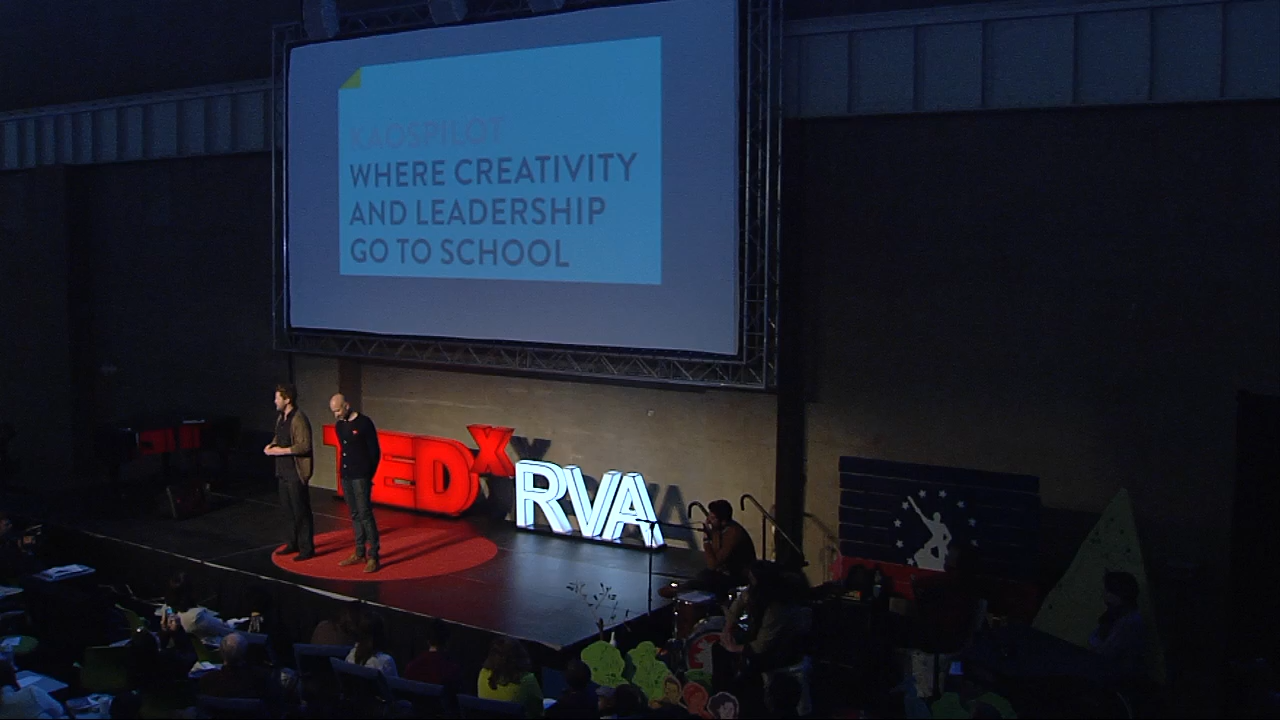 KAOSPILOT
WHERE CREATIVITY
AND LEADERSHIP
GO TO SCHOOL
TEDx
RVA